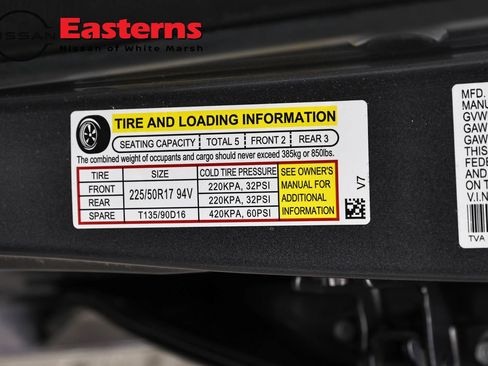 NISSAN
Easterns
Nissan of White Marsh
TIRE AND LOADING INFORMATION
SEATING CAPACITY TOTAL 5 FRONT 2 REAR 3
The combined weight of occupants and cargo should never exceed 385kg or 850lbs.
TIRE SIZE COLD TIRE PRESSURE SEE OWNER'S MANUAL FOR ADDITIONAL INFORMATION
FRONT 225/50R17 94V 220KPA, 32PSI
REAR 220KPA, 32PSI
SPARE T135/90D16 420KPA, 60PSI
V7
MFD.
MANU
GVW
GAW
GAW
THIS
FEDE
AND
ON T
V.I.N
TVA